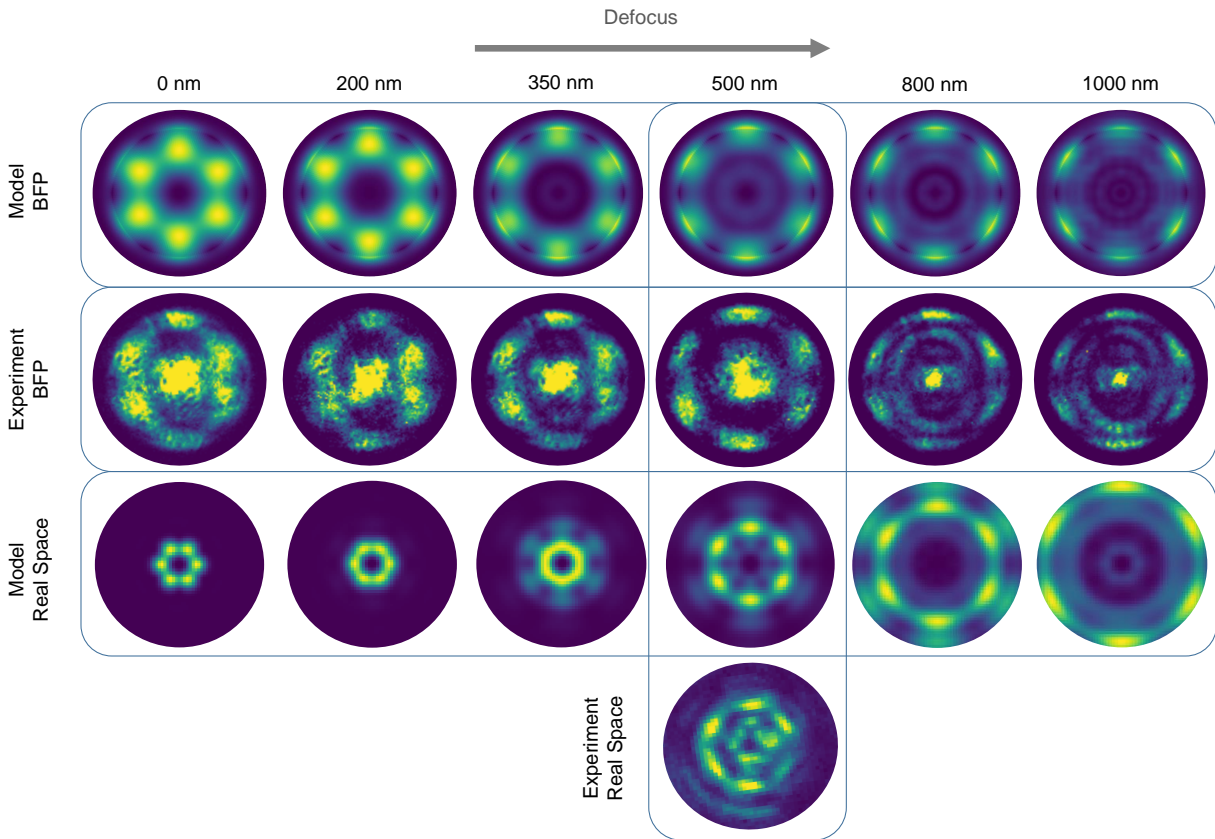 Defocus
0 nm
200 nm
350 nm
500 nm
800 nm
1000 nm
Model
BFP
Experiment
BFP
Model
Real Space
Experiment
Real Space